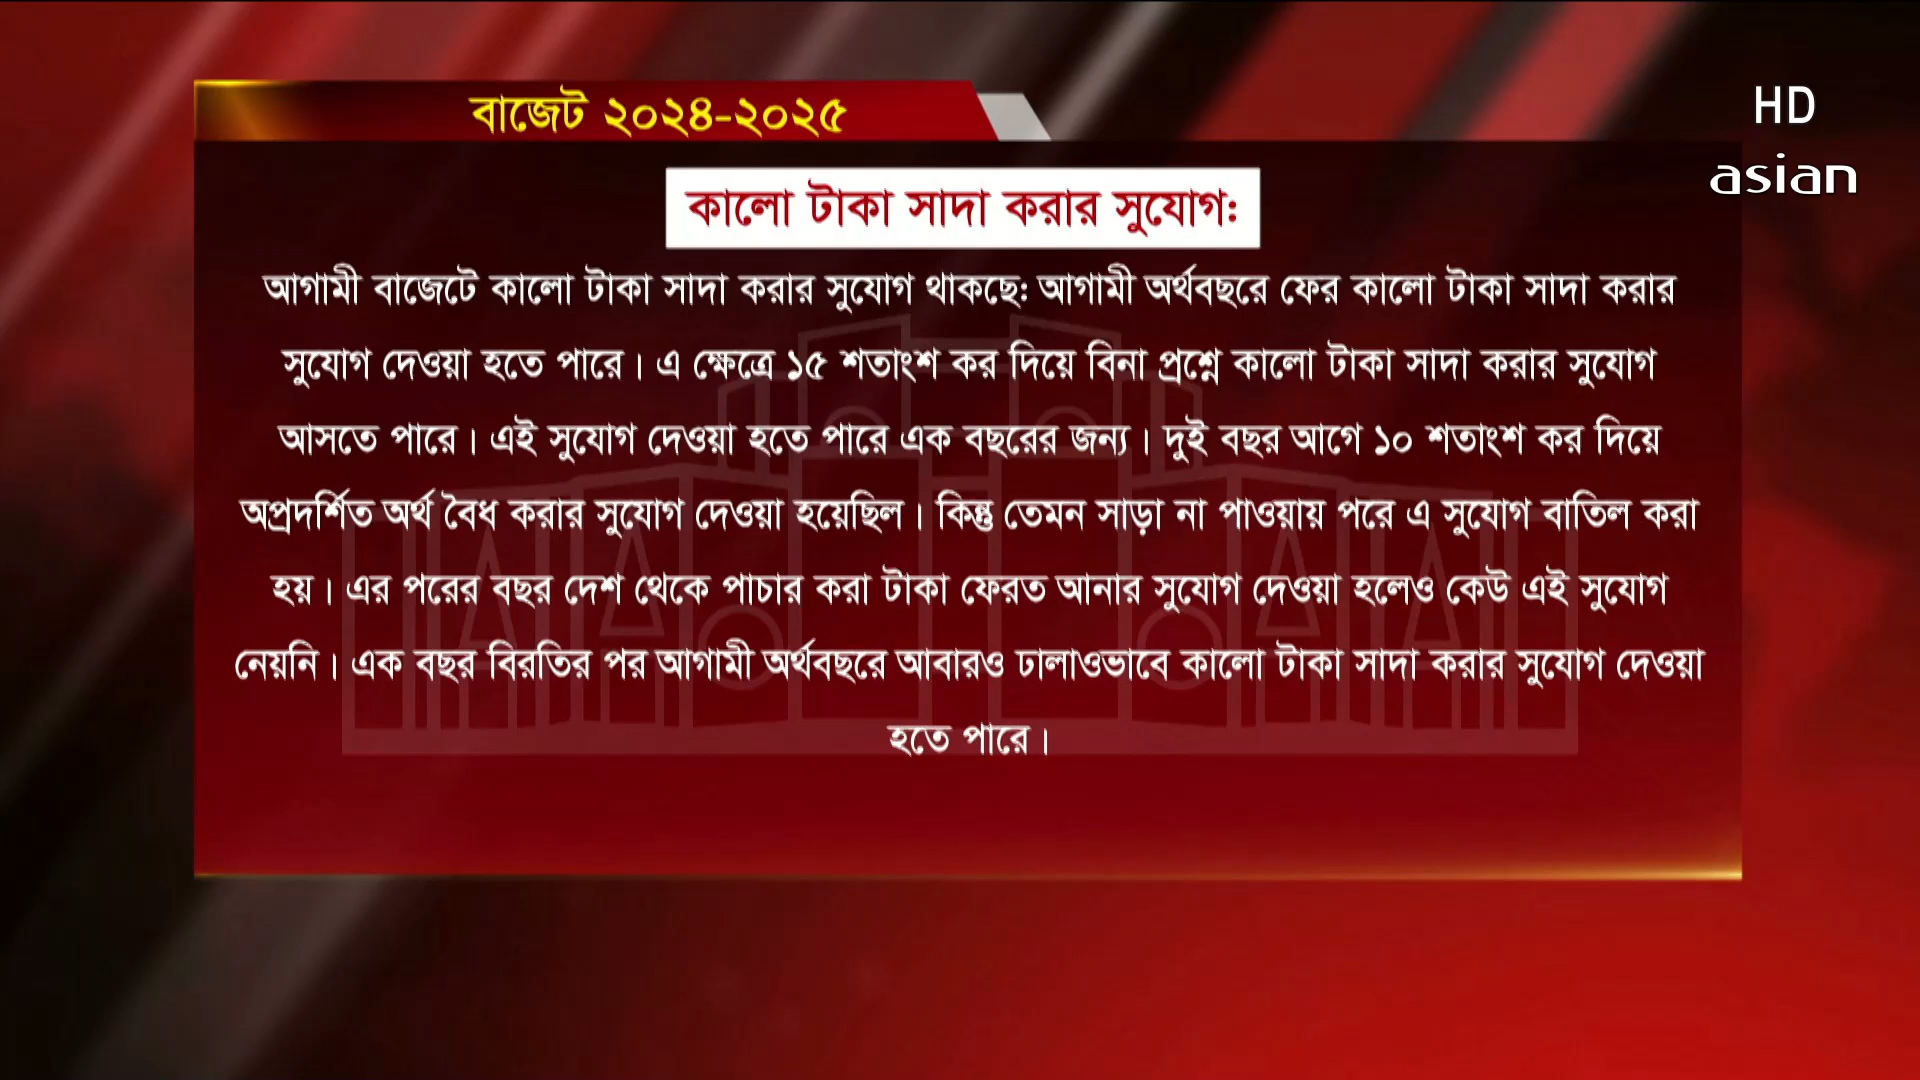 বাজেট ২০২৪-২০২৫
HD
asian
কালো টাকা সাদা করার সুযোগ:
আগামী বাজেটে কালো টাকা সাদা করার সুযোগ থাকছে: আগামী অর্থবছরে ফের কালো টাকা সাদা করার
সুযোগ দেওয়া হতে পারে। এ ক্ষেত্রে ১৫ শতাংশ কর দিয়ে বিনা প্রশ্নে কালো টাকা সাদা করার সুযোগ
আসতে পারে। এই সুযোগ দেওয়া হতে পারে এক বছরের জন্য। দুই বছর আগে ১০ শতাংশ কর দিয়ে
অপ্রদর্শিত অর্থ বৈধ করার সুযোগ দেওয়া হয়েছিল। কিন্তু তেমন সাড়া না পাওয়ায় পরে এ সুযোগ বাতিল করা
হয়। এর পরের বছর দেশ থেকে পাচার করা টাকা ফেরত আনার সুযোগ দেওয়া হলেও কেউ এই সুযোগ
নেয়নি। এক বছর বিরতির পর আগামী অর্থবছরে আবারও ঢালাওভাবে কালো টাকা সাদা করার সুযোগ দেওয়া
হতে পারে।